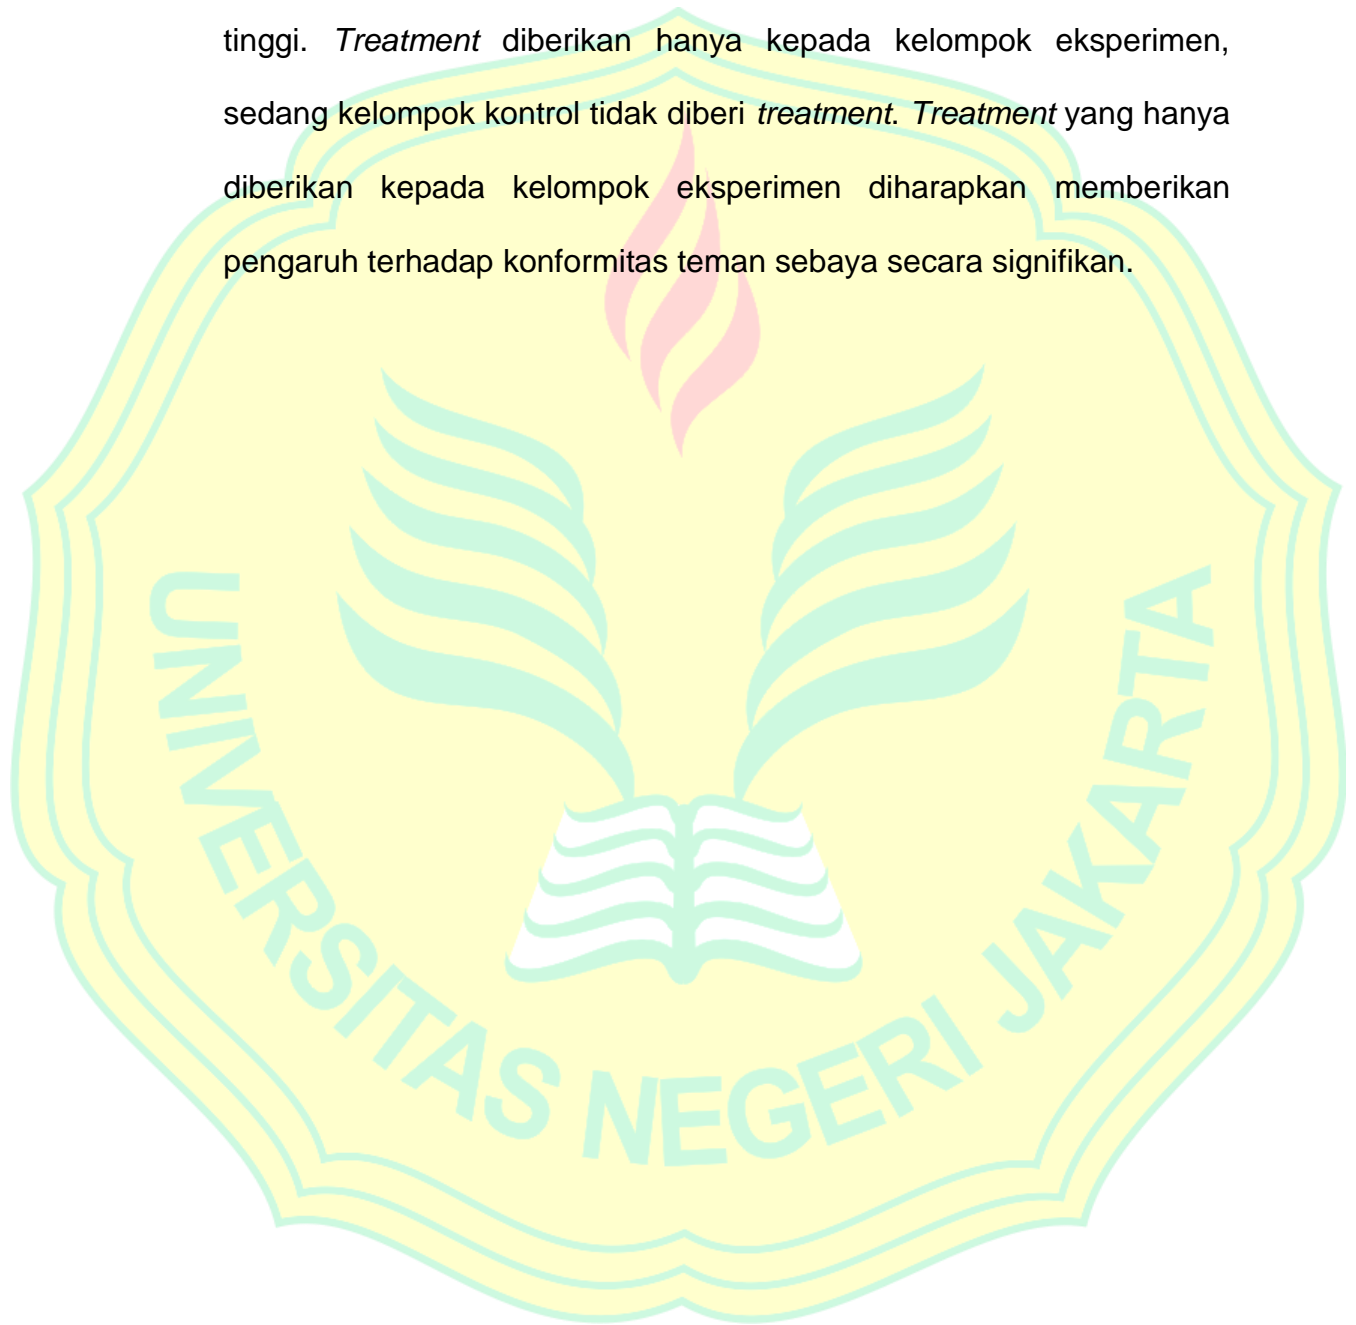 tinggi. Treatment diberikan hanya kepada kelompok eksperimen,
sedang kelompok kontrol tidak diberi treatment. Treatment yang hanya
diberikan kepada kelompok eksperimen diharapkan memberikan
pengaruh terhadap konformitas teman sebaya secara signifikan.
UNIVERSITAS NEGERI JAKARTA